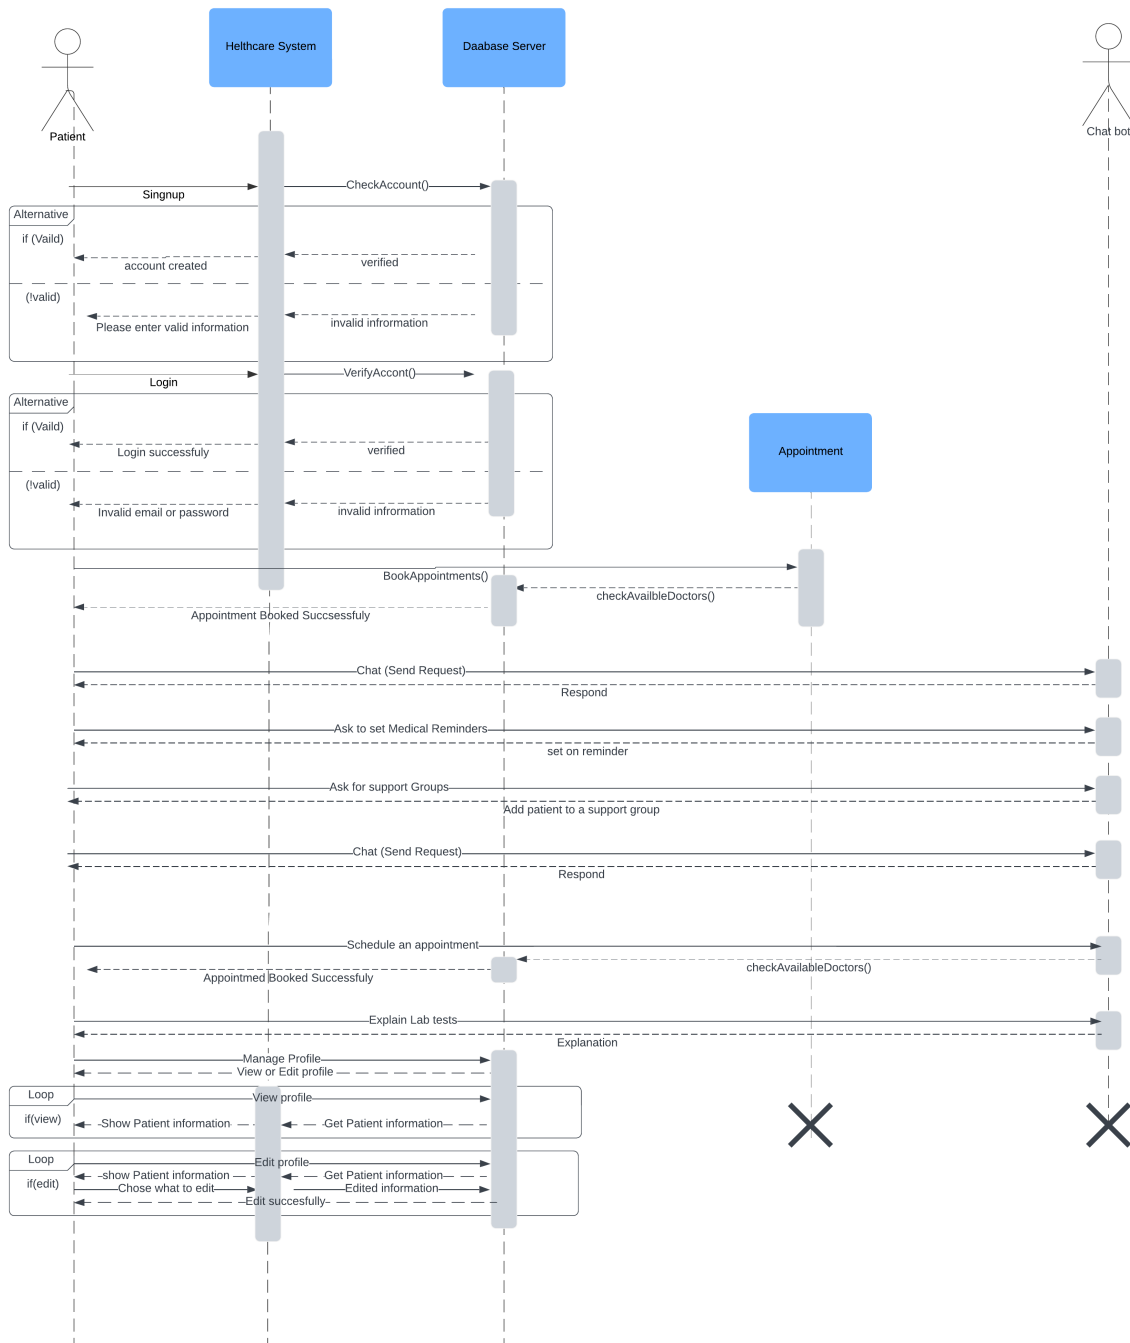 Helthcare System
Daabase Server
Patient
Chat bot
CheckAccount()
Singnup
Alternative
if (Vaild)
verified
account created
(!valid)
invalid infrormation
Please enter valid information
VerifyAccont()
Login
Alternative
if (Vaild)
verified
Login successfuly
Appointment
(!valid)
invalid infrormation
Invalid email or password
BookAppointments()
checkAvailbleDoctors()
Appointment Booked Succsessfuly
Chat (Send Request)
Respond
Ask to set Medical Reminders
set on reminder
Ask for support Groups
Add patient to a support group
Chat (Send Request)
Respond
Schedule an appointment
checkAvailableDoctors()
Appointmed Booked Successfuly
Explain Lab tests
Explanation
Manage Profile
View or Edit profile
Loop
View profile
if(view)
Show Patient information
Get Patient information
Loop
Edit profile
show Patient information
Get Patient information
if(edit)
Chose what to edit
Edited information
Edit succesfully